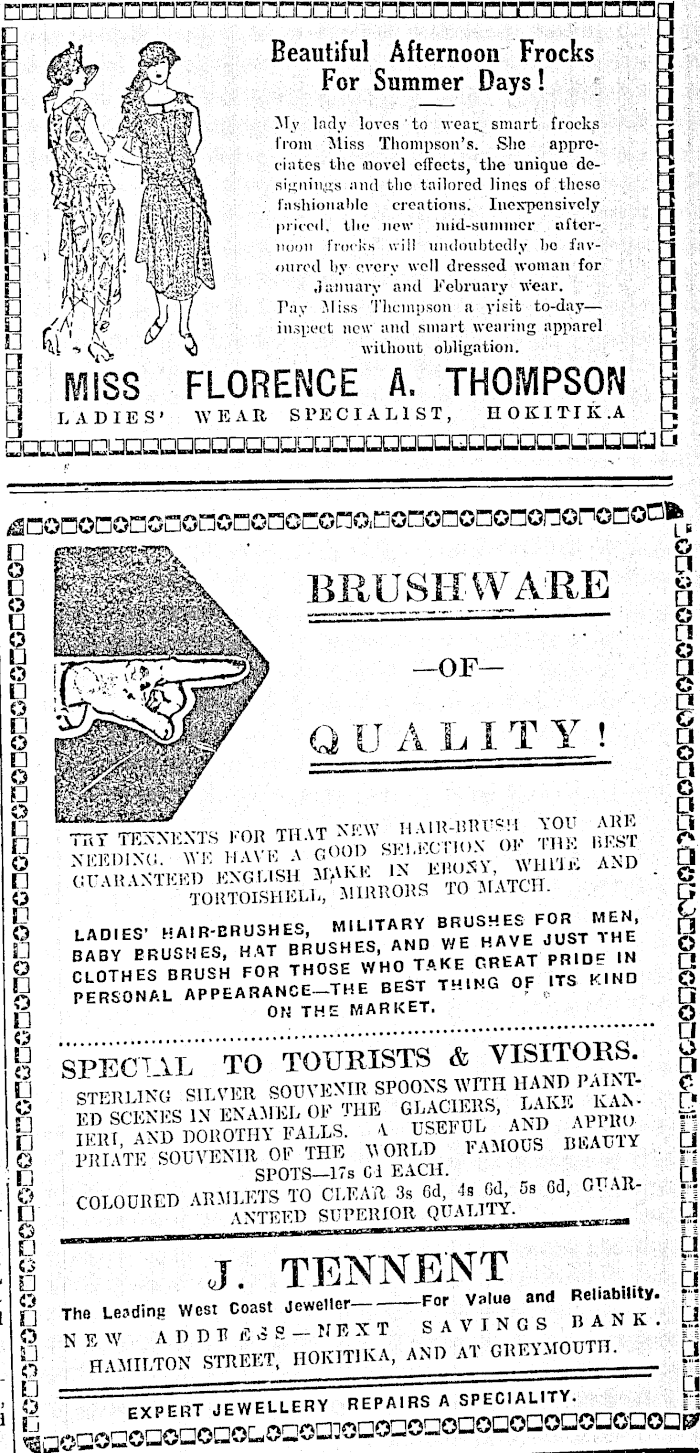 Beautiful Afternoon Frocks
For Summer Days!
My lady loves to wear smart frocks
from Miss Thompson's. She appre-
ciates the novel effects, the unique de-
signings and the tailored lines of these
fashionable creations. Inexpensively
priced, the new mid-summer after-
noon frocks will undoubtedly be fav-
oured by every well dressed woman for
January and February wear.
Pay Miss Thompson a visit to-day—
inspect new and smart wearing apparel
without obligation.
MISS FLORENCE A. THOMPSON
LADIES' WEAR SPECIALIST, HOKITIKA
BRUSHWARE
—OF—
QUALITY!
TRY TENNENTS FOR THAT NEW HAIR-BRUSH YOU ARE
NEEDING. WE HAVE A GOOD SELECTION OF THE BEST
GUARANTEED ENGLISH MAKE IN EBONY, WHITE AND
TORTOISHELL, MIRRORS TO MATCH.
LADIES' HAIR-BRUSHES, MILITARY BRUSHES FOR MEN,
BABY BRUSHES, HAT BRUSHES, AND WE HAVE JUST THE
CLOTHES BRUSH FOR THOSE WHO TAKE GREAT PRIDE IN
PERSONAL APPEARANCE—THE BEST THING OF ITS KIND
ON THE MARKET.
SPECIAL TO TOURISTS & VISITORS.
STERLING SILVER SOUVENIR SPOONS WITH HAND PAINT-
ED SCENES IN ENAMEL OF THE GLACIERS, LAKE KAN-
IERI, AND DOROTHY FALLS. A USEFUL AND APPRO
PRIATE SOUVENIR OF THE WORLD FAMOUS BEAUTY
SPOTS—17s 6d EACH.
COLOURED ARMLETS TO CLEAR 3s 6d, 4s 6d, 5s 6d, GUAR-
ANTEED SUPERIOR QUALITY.
J. TENNENT
The Leading West Coast Jeweller— —For Value and Reliability.
NEW ADDRESS—NEXT SAVINGS BANK.
HAMILTON STREET, HOKITIKA, AND AT GREYMOUTH.
EXPERT JEWELLERY REPAIRS A SPECIALITY.